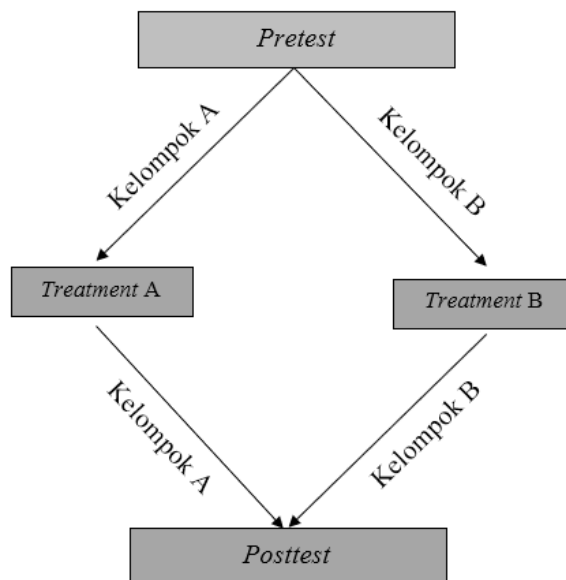 Pretest
Kelompok A
Kelompok B
Treatment A
Treatment B
Kelompok A
Kelompok B
Posttest